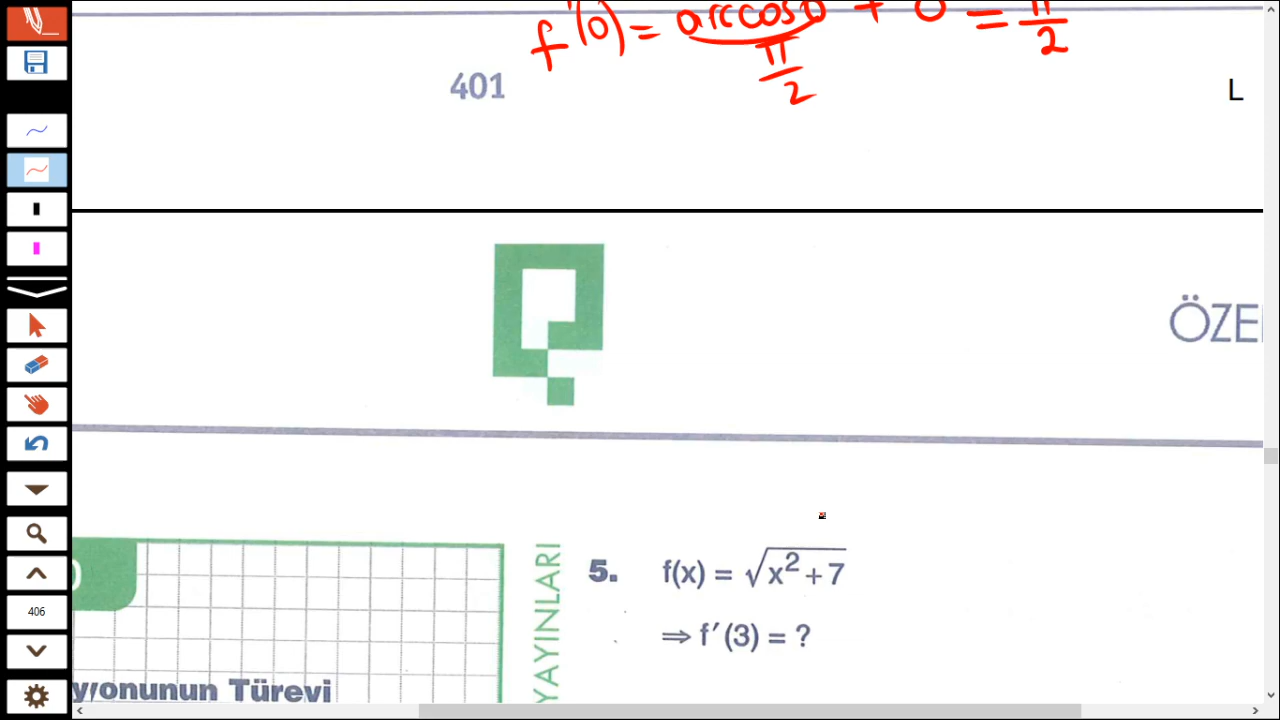 f'(0) = arccos0 + 0 = π/2
π/2
401
L
ÖZE
YAYINLARI
5. f(x) = √(x²+7)
⇒ f′(3) = ?
yonunun Türevi
406